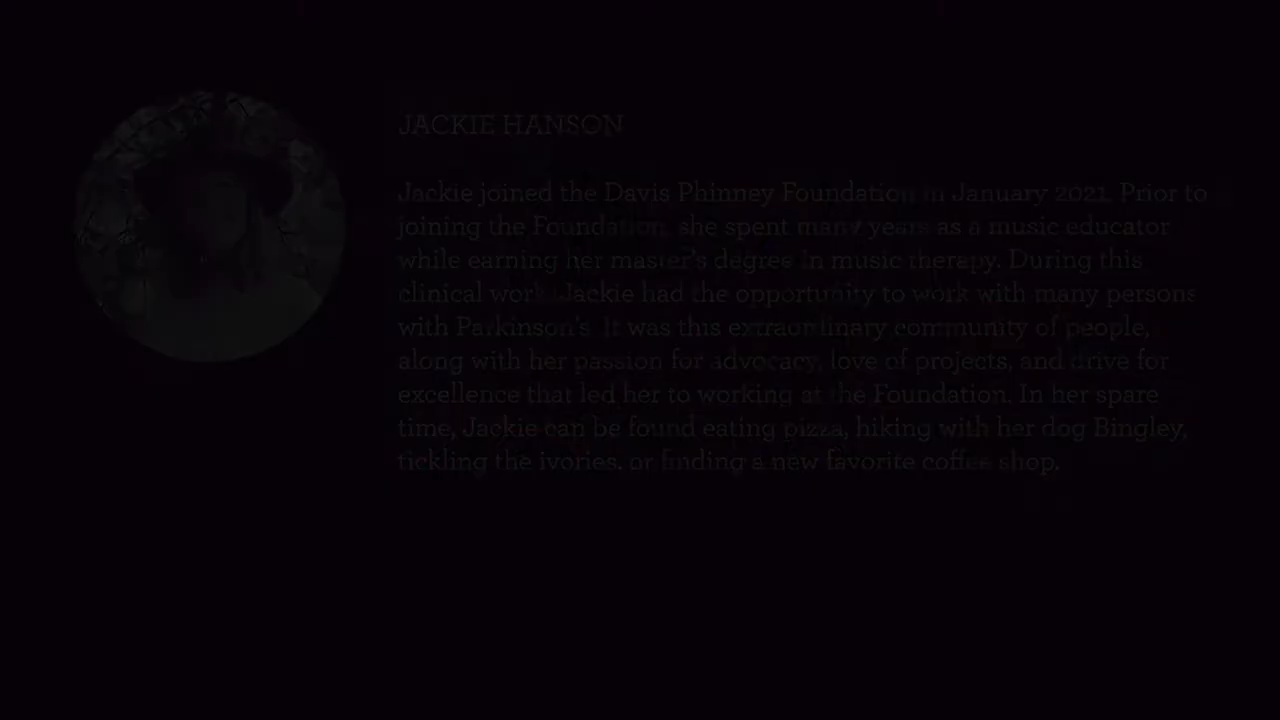 JACKIE HANSON
Jackie joined the Davis Phinney Foundation in January 2021. Prior to
joining the Foundation, she spent many years as a music educator
while earning her master's degree in music therapy. During this
clinical work, Jackie had the opportunity to work with many persons
with Parkinson's. It was this extraordinary community of people,
along with her passion for advocacy, love of projects, and drive for
excellence that led her to working at the Foundation. In her spare
time, Jackie can be found eating pizza, hiking with her dog Bingley,
tickling the ivories, or finding a new favorite coffee shop.